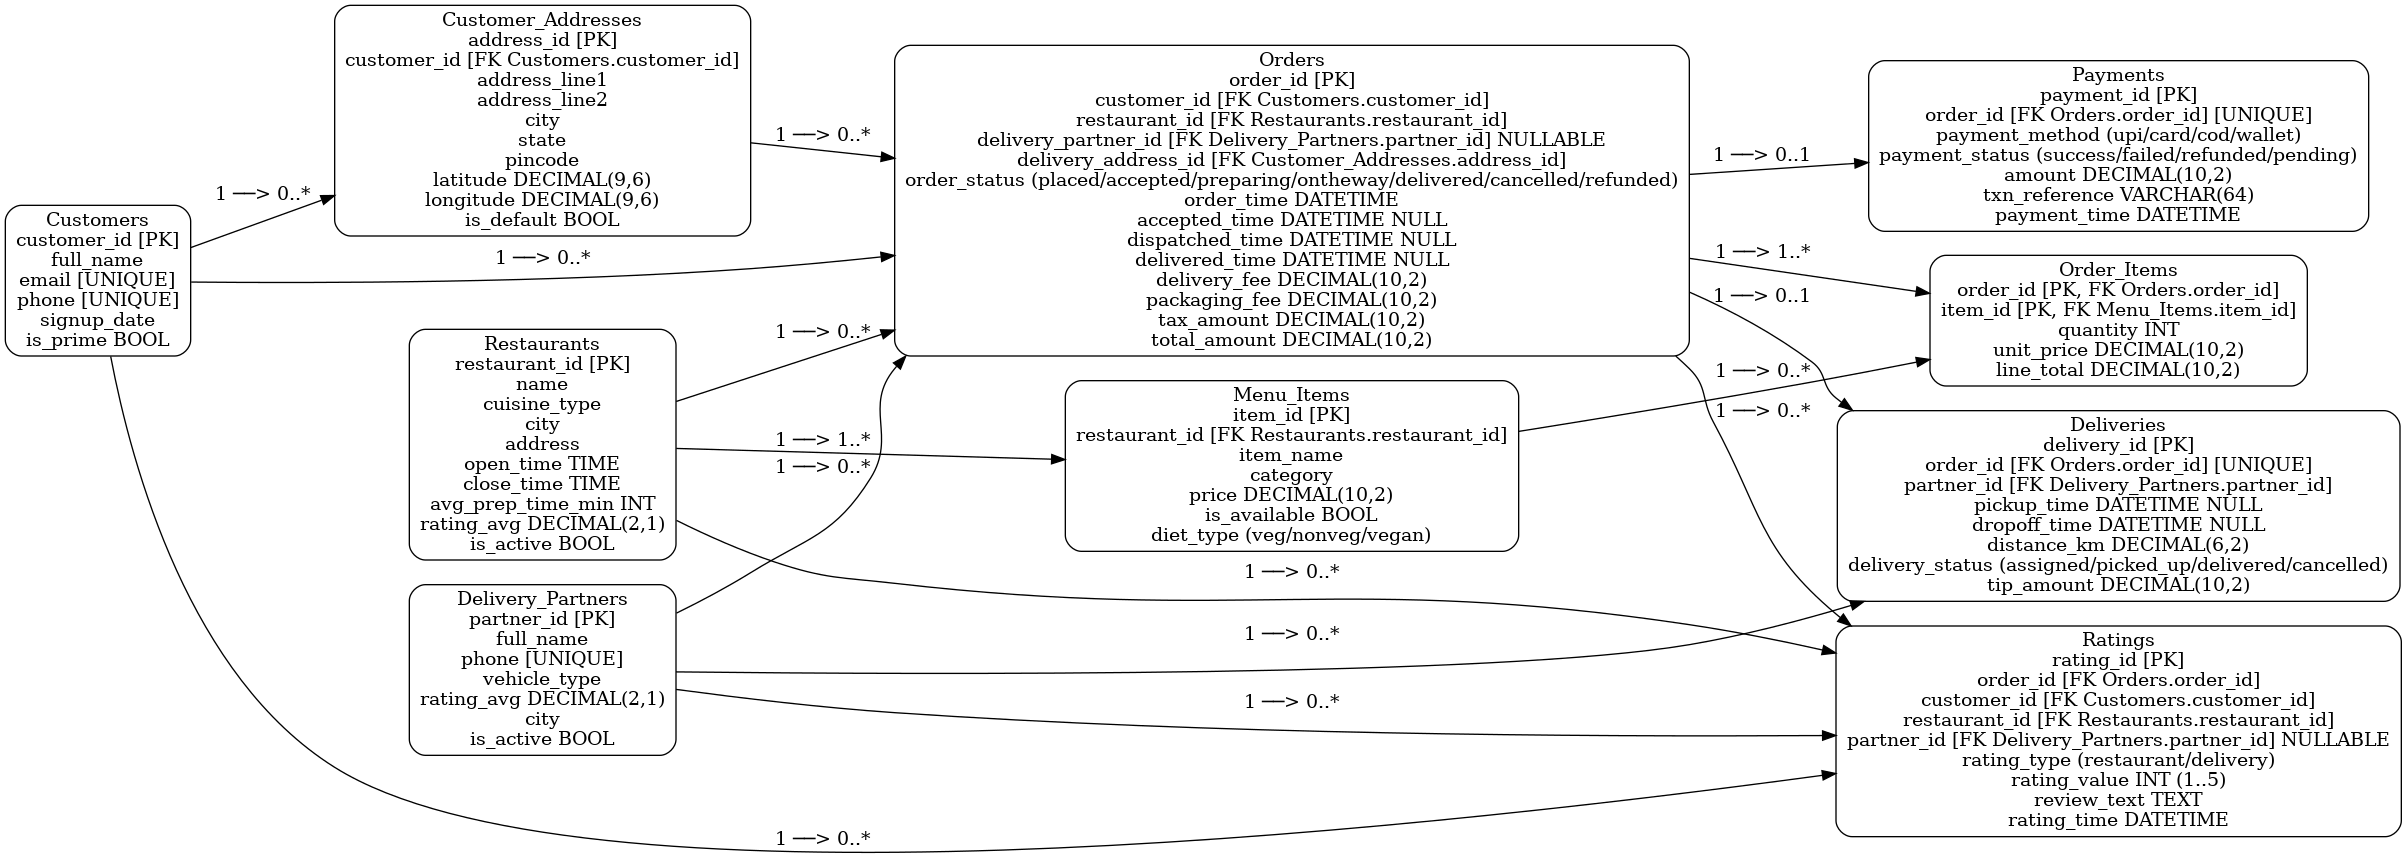 Customer_Addresses
address_id [PK]
customer_id [FK Customers.customer_id]
address_line1
address_line2
city
state
pincode
latitude DECIMAL(9,6)
longitude DECIMAL(9,6)
is_default BOOL
Customers
customer_id [PK]
full_name
email [UNIQUE]
phone [UNIQUE]
signup_date
is_prime BOOL
Restaurants
restaurant_id [PK]
name
cuisine_type
city
address
open_time TIME
close_time TIME
avg_prep_time_min INT
rating_avg DECIMAL(2,1)
is_active BOOL
Delivery_Partners
partner_id [PK]
full_name
phone [UNIQUE]
vehicle_type
rating_avg DECIMAL(2,1)
city
is_active BOOL
Orders
order_id [PK]
customer_id [FK Customers.customer_id]
restaurant_id [FK Restaurants.restaurant_id]
delivery_partner_id [FK Delivery_Partners.partner_id] NULLABLE
delivery_address_id [FK Customer_Addresses.address_id]
order_status (placed/accepted/preparing/ontheway/delivered/cancelled/refunded)
order_time DATETIME
accepted_time DATETIME NULL
dispatched_time DATETIME NULL
delivered_time DATETIME NULL
delivery_fee DECIMAL(10,2)
packaging_fee DECIMAL(10,2)
tax_amount DECIMAL(10,2)
total_amount DECIMAL(10,2)
Menu_Items
item_id [PK]
restaurant_id [FK Restaurants.restaurant_id]
item_name
category
price DECIMAL(10,2)
is_available BOOL
diet_type (veg/nonveg/vegan)
Payments
payment_id [PK]
order_id [FK Orders.order_id] [UNIQUE]
payment_method (upi/card/cod/wallet)
payment_status (success/failed/refunded/pending)
amount DECIMAL(10,2)
txn_reference VARCHAR(64)
payment_time DATETIME
Order_Items
order_id [PK, FK Orders.order_id]
item_id [PK, FK Menu_Items.item_id]
quantity INT
unit_price DECIMAL(10,2)
line_total DECIMAL(10,2)
Deliveries
delivery_id [PK]
order_id [FK Orders.order_id] [UNIQUE]
partner_id [FK Delivery_Partners.partner_id]
pickup_time DATETIME NULL
dropoff_time DATETIME NULL
distance_km DECIMAL(6,2)
delivery_status (assigned/picked_up/delivered/cancelled)
tip_amount DECIMAL(10,2)
Ratings
rating_id [PK]
order_id [FK Orders.order_id]
customer_id [FK Customers.customer_id]
restaurant_id [FK Restaurants.restaurant_id]
partner_id [FK Delivery_Partners.partner_id] NULLABLE
rating_type (restaurant/delivery)
rating_value INT (1..5)
review_text TEXT
rating_time DATETIME
1 ──> 0..*
1 ──> 0..*
1 ──> 0..*
1 ──> 0..*
1 ──> 1..*
1 ──> 0..*
1 ──> 0..1
1 ──> 1..*
1 ──> 0..1
1 ──> 0..*
1 ──> 0..*
1 ──> 0..*
1 ──> 0..*
1 ──> 0..*
1 ──> 0..*